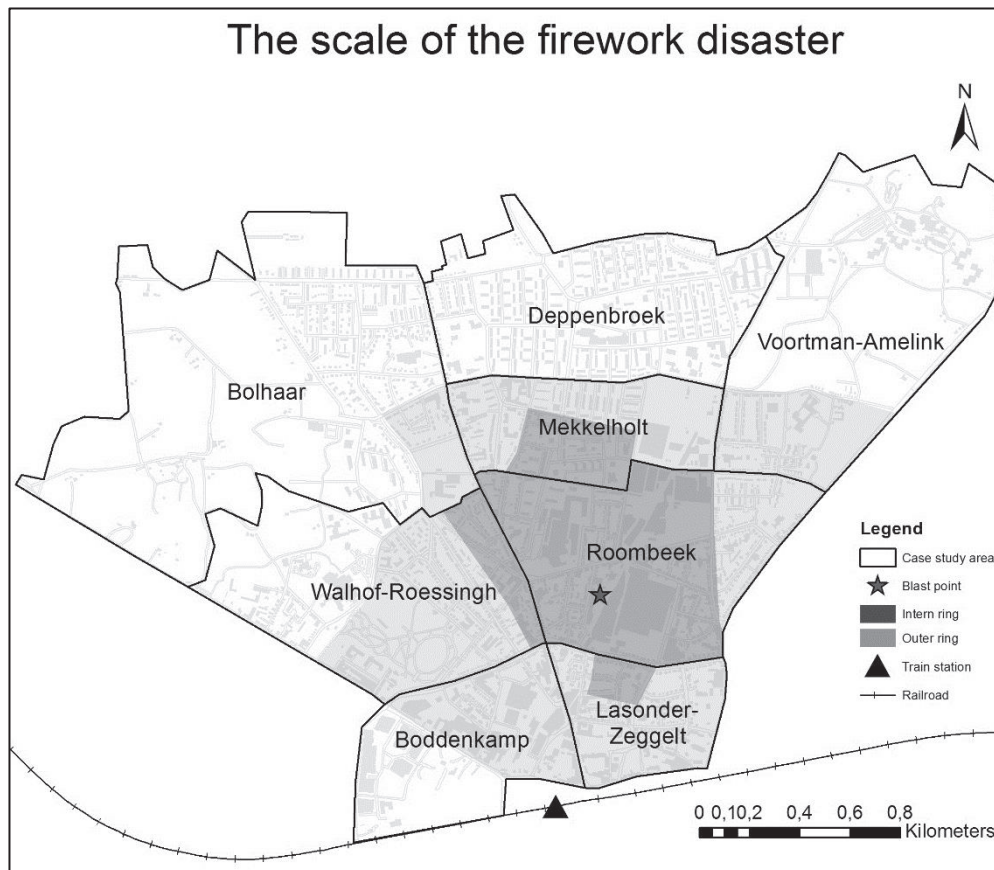 The scale of the firework disaster
N
Deppenbroek
Voortman-Amelink
Bolhaar
Mekkelholt
Roombeek
Walhof-Roessingh
Lasonder-
Zeggelt
Boddenkamp
Legend
Case study area
Blast point
Intern ring
Outer ring
Train station
Railroad
0 0,10,2 0,4 0,6 0,8
Kilometers